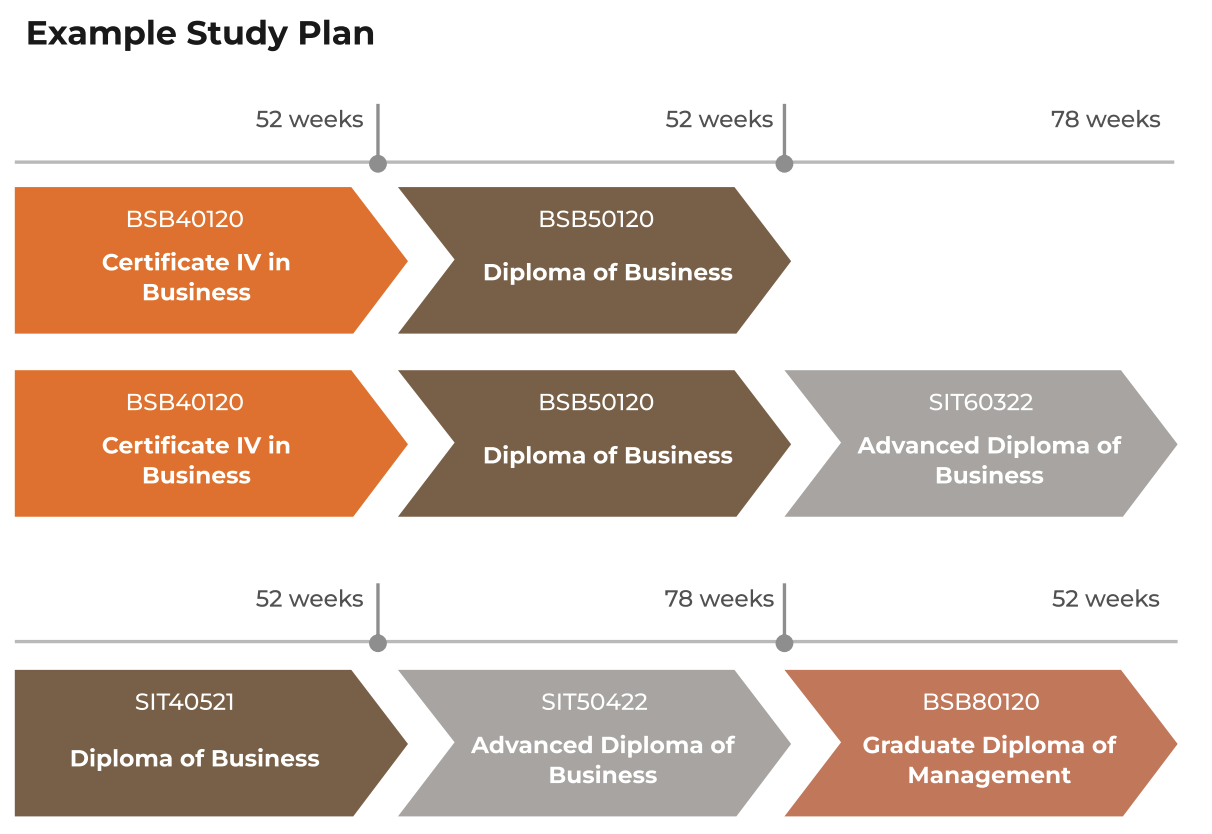 Example Study Plan
52 weeks
52 weeks
78 weeks
BSB40120
Certificate IV in
Business
BSB50120
Diploma of Business
BSB40120
Certificate IV in
Business
BSB50120
Diploma of Business
SIT60322
Advanced Diploma of
Business
52 weeks
78 weeks
52 weeks
SIT40521
Diploma of Business
SIT50422
Advanced Diploma of
Business
BSB80120
Graduate Diploma of
Management